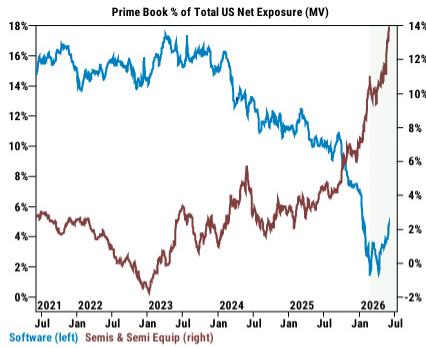 Prime Book % of Total US Net Exposure (MV)
18% 14%
16% 12%
14% 10%
12% 8%
10% 6%
8% 4%
6% 2%
4% 0%
2% -2%
0%
2021 2022 2023 2024 2025 2026
Jul Jan Jul Jan Jul Jan Jul Jan Jul Jan Jul
Software (left) Semis & Semi Equip (right)